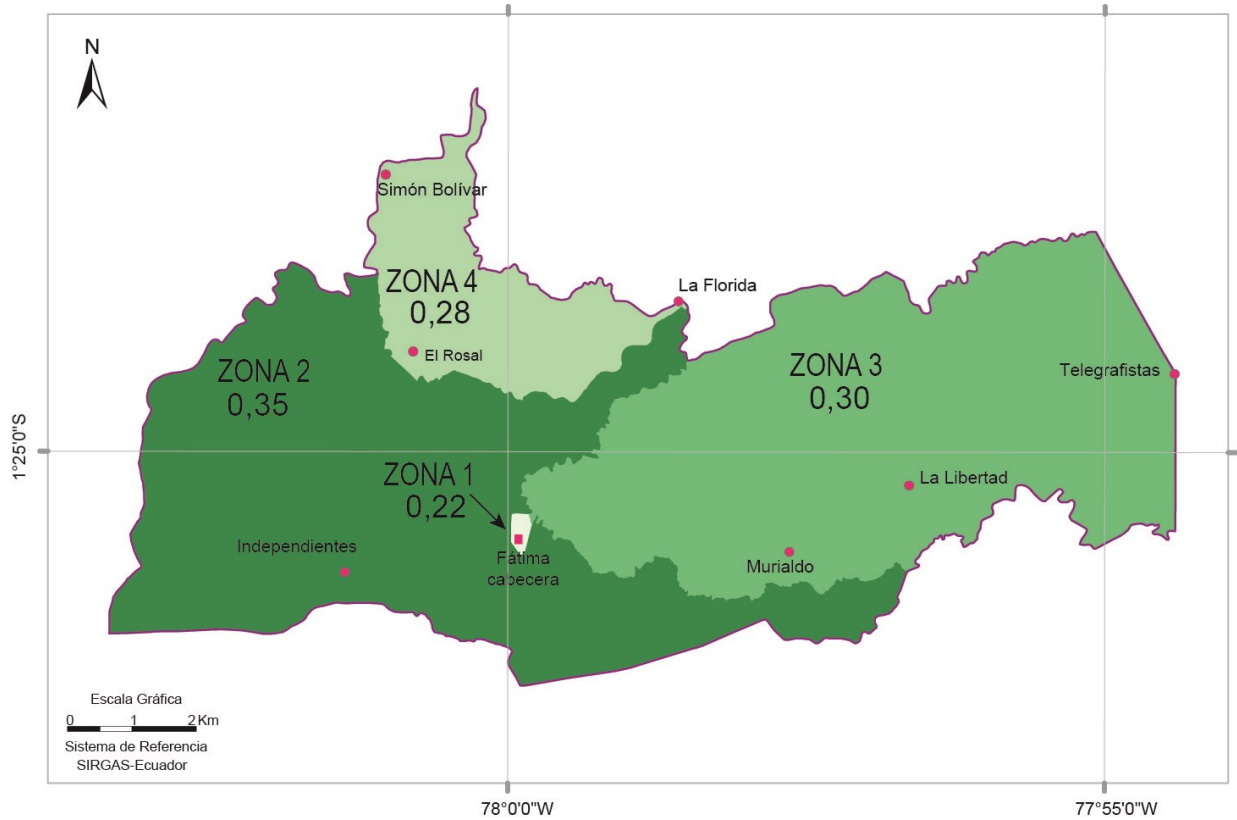 N
Simón Bolívar
ZONA 4
0,28
La Florida
El Rosal
ZONA 2
0,35
ZONA 3
0,30
Telegrafistas
1°25'0"S
ZONA 1
0,22
La Libertad
Independientes
Fátima
cabecera
Murialdo
Escala Gráfica
0 1 2 Km
Sistema de Referencia
SIRGAS-Ecuador
78°0'0"W
77°55'0"W